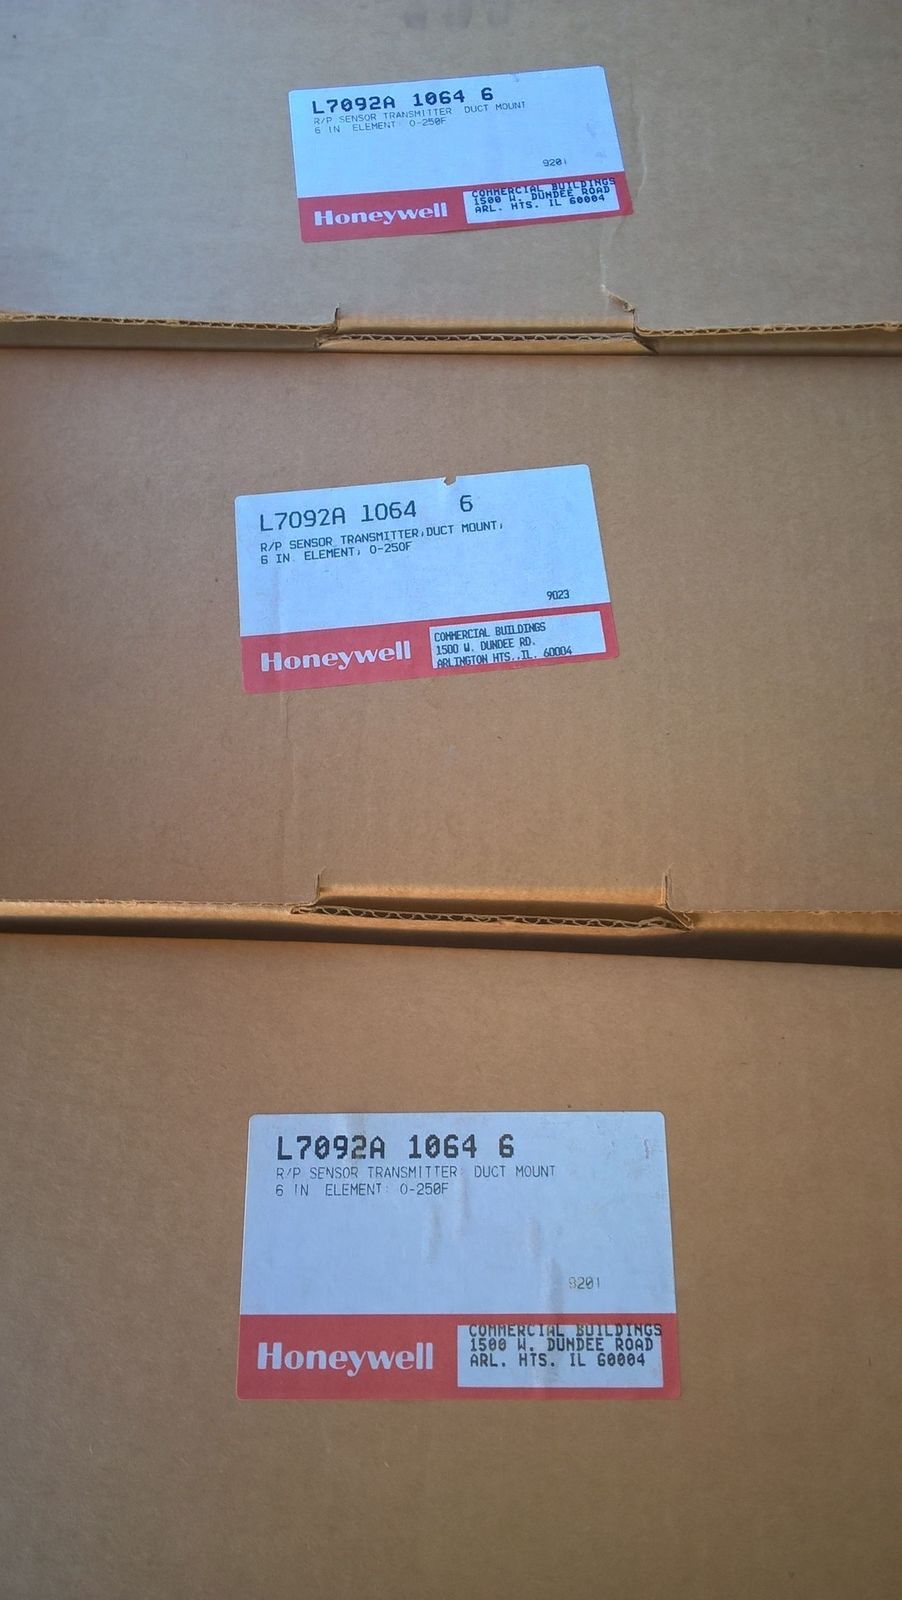 L7092A 1064 6
R/P SENSOR TRANSMITTER DUCT MOUNT
6 IN ELEMENT 0-250F
9201
Honeywell
COMMERCIAL BUILDINGS
1500 W. DUNDEE ROAD
ARL. HTS. IL 60004
L7092A 1064 6
R/P SENSOR TRANSMITTER, DUCT MOUNT,
6 IN. ELEMENT, 0-250F
9023
Honeywell
COMMERCIAL BUILDINGS
1500 W. DUNDEE RD.
ARLINGTON HTS., IL. 60004
L7092A 1064 6
R/P SENSOR TRANSMITTER: DUCT MOUNT
6 IN ELEMENT: 0-250F
9201
Honeywell
COMMERCIAL BUILDINGS
1500 W. DUNDEE ROAD
ARL. HTS. IL 60004